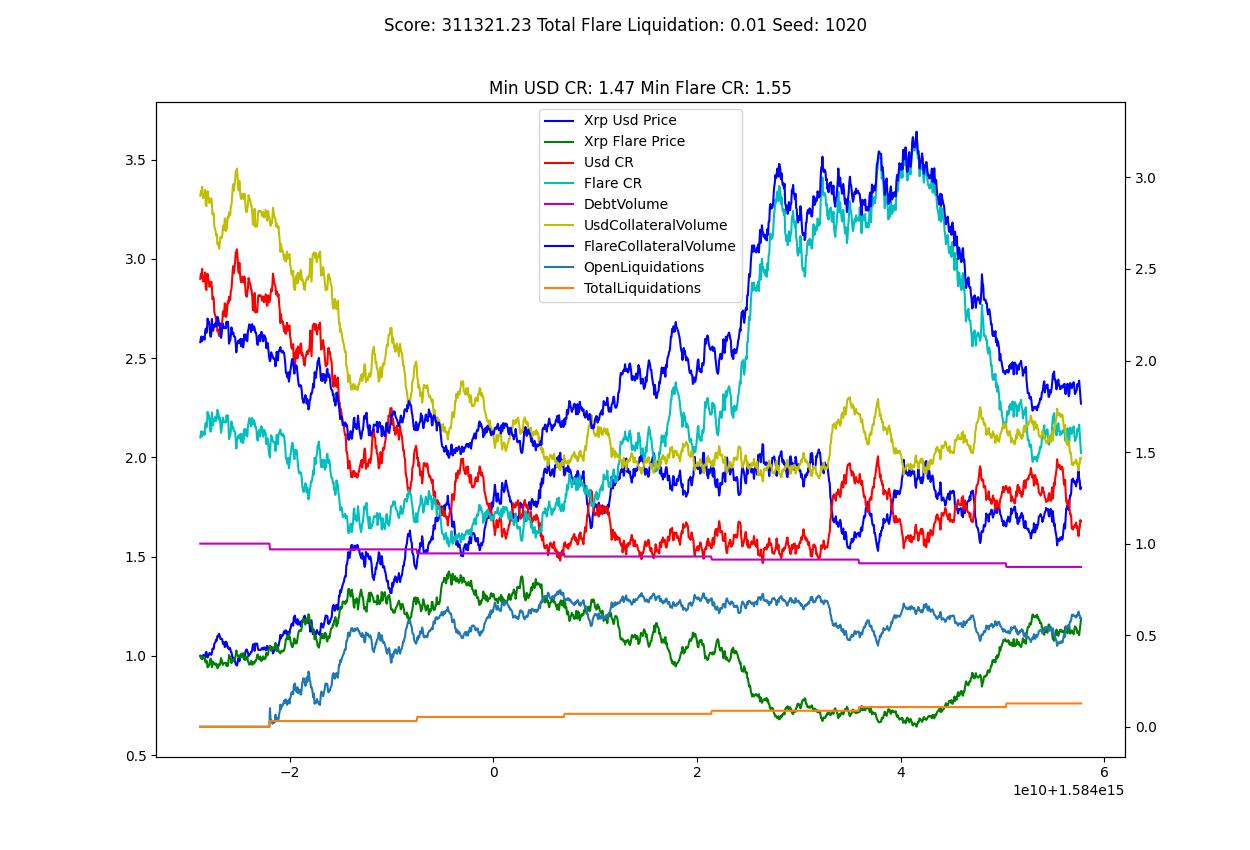 Score: 311321.23 Total Flare Liquidation: 0.01 Seed: 1020
Min USD CR: 1.47 Min Flare CR: 1.55
Xrp Usd Price
Xrp Flare Price
Usd CR
Flare CR
DebtVolume
UsdCollateralVolume
FlareCollateralVolume
OpenLiquidations
TotalLiquidations
3.5
3.0
2.5
2.0
1.5
1.0
0.5
3.0
2.5
2.0
1.5
1.0
0.5
0.0
−2 0 2 4 6
1e10+1.584e15